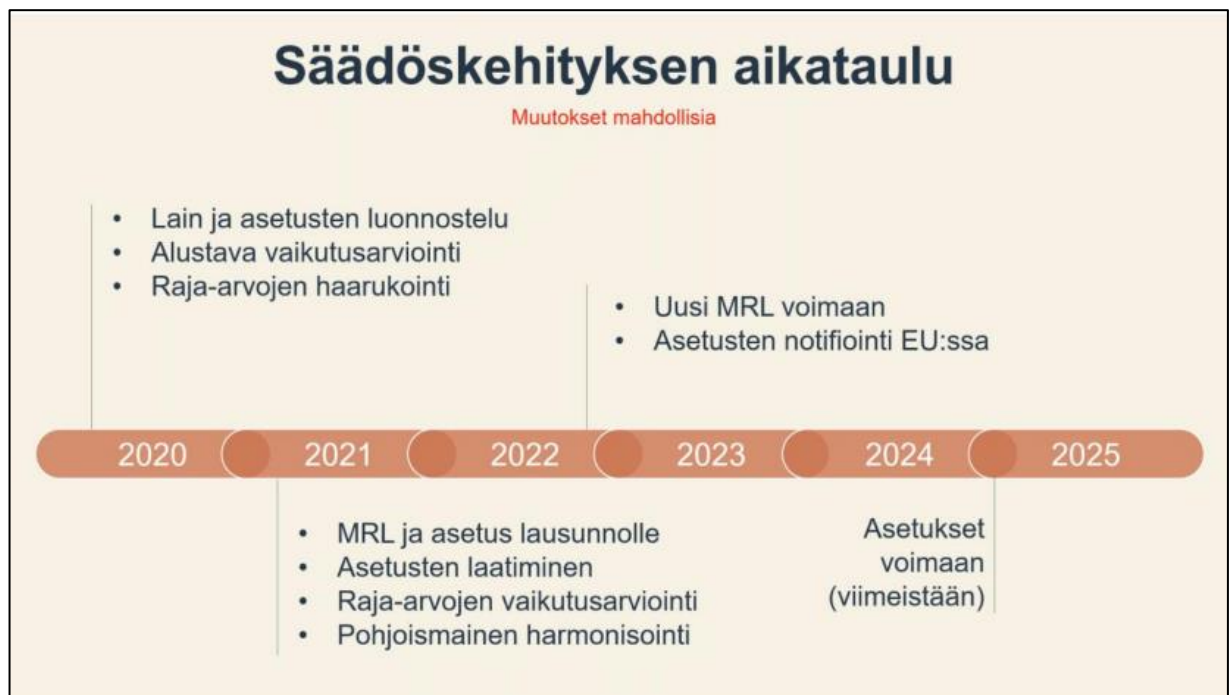 Säädöskehityksen aikataulu
Muutokset mahdollisia
• Lain ja asetusten luonnostelu
• Alustava vaikutusarviointi
• Raja-arvojen haarukointi
• Uusi MRL voimaan
• Asetusten notifiointi EU:ssa
2020 2021 2022 2023 2024 2025
• MRL ja asetus lausunnolle
• Asetusten laatiminen
• Raja-arvojen vaikutusarviointi
• Pohjoismainen harmonisointi
Asetukset
voimaan
(viimeistään)